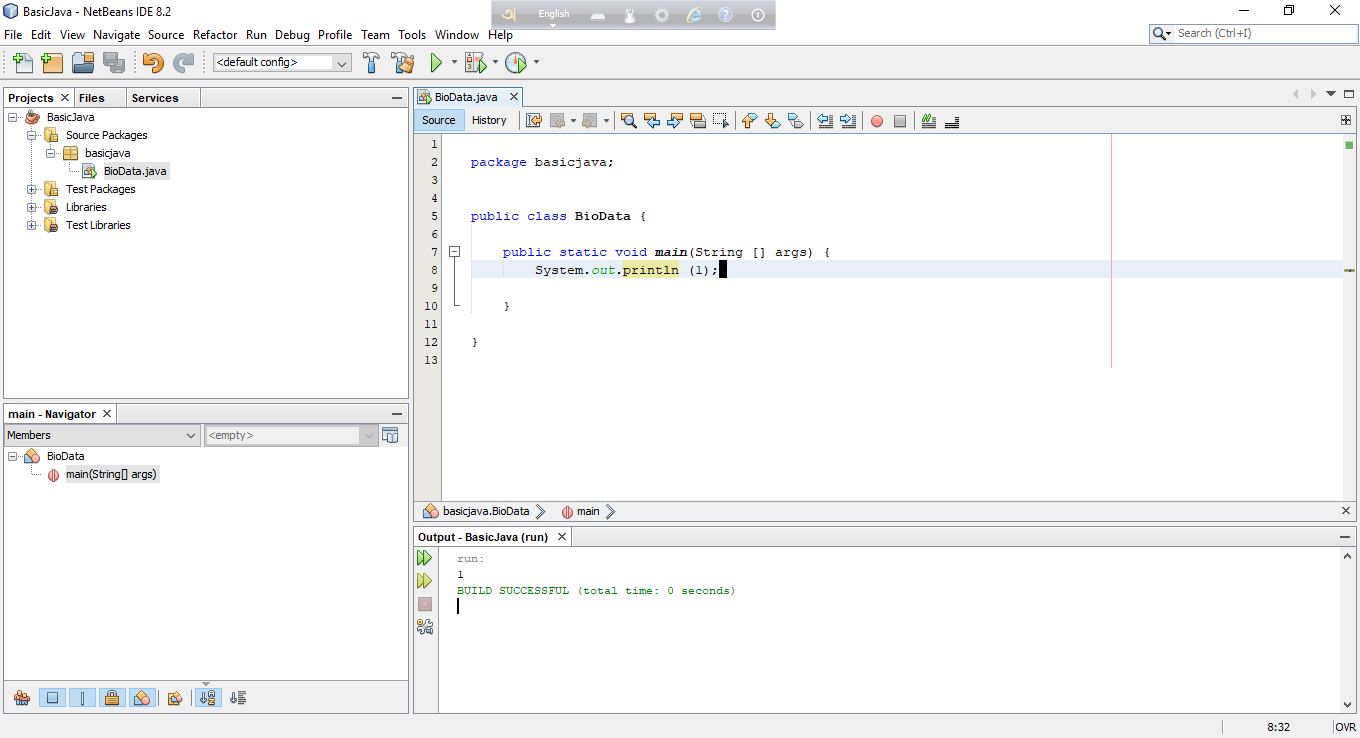 BasicJava - NetBeans IDE 8.2
English
File Edit View Navigate Source Refactor Run Debug Profile Team Tools Window Help
Search (Ctrl+I)
<default config>
Projects Files Services
BasicJava
Source Packages
basicjava
BioData.java
Test Packages
Libraries
Test Libraries
BioData.java
Source History
1
2 package basicjava;
3
4
5 public class BioData {
6
7 public static void main(String [] args) {
8 System.out.println (1);
9
10 }
11
12 }
13
main - Navigator
Members <empty>
BioData
main(String[] args)
basicjava.BioData main
Output - BasicJava (run)
run:
1
BUILD SUCCESSFUL (total time: 0 seconds)
8:32 OVR